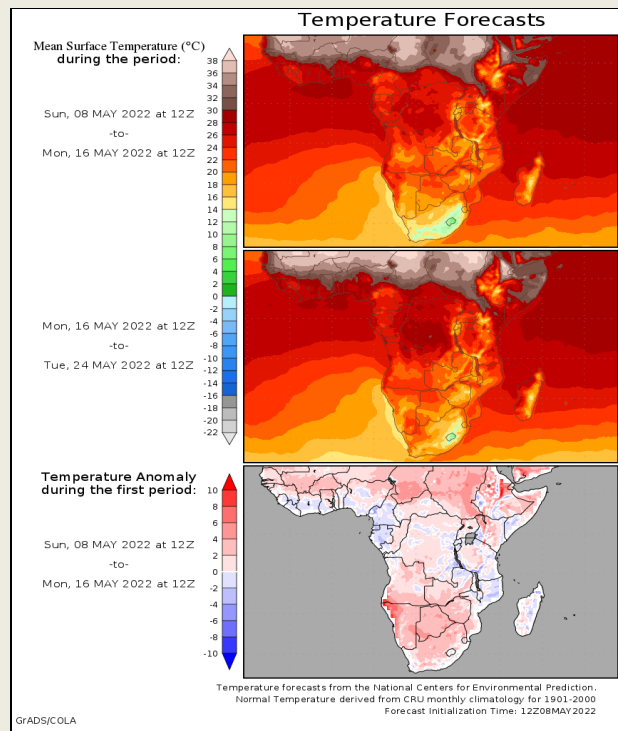 Temperature Forecasts
Mean Surface Temperature (°C)
during the period:
38
36
34
32
30
28
26
24
22
20
18
16
14
12
10
8
6
4
2
0
-2
-4
-6
-8
-10
-12
-14
-16
-18
-20
-22
Sun, 08 MAY 2022 at 12Z
-to-
Mon, 16 MAY 2022 at 12Z
Mon, 16 MAY 2022 at 12Z
-to-
Tue, 24 MAY 2022 at 12Z
Temperature Anomaly
during the first period:
10
8
6
4
2
0
-2
-4
-6
-8
-10
Sun, 08 MAY 2022 at 12Z
-to-
Mon, 16 MAY 2022 at 12Z
Temperature forecasts from the National Centers for Environmental Prediction.
Normal Temperature derived from CRU monthly climatology for 1901-2000
Forecast Initialization Time: 12Z08MAY2022
GrADS/COLA